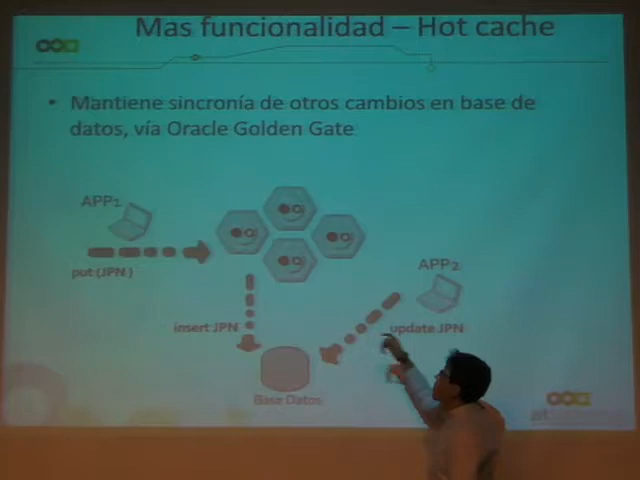 Mas funcionalidad – Hot cache
• Mantiene sincronía de otros cambios en base de
datos, vía Oracle Golden Gate
APP1
put (JPN )
APP2
insert JPN
update JPN
Base Datos